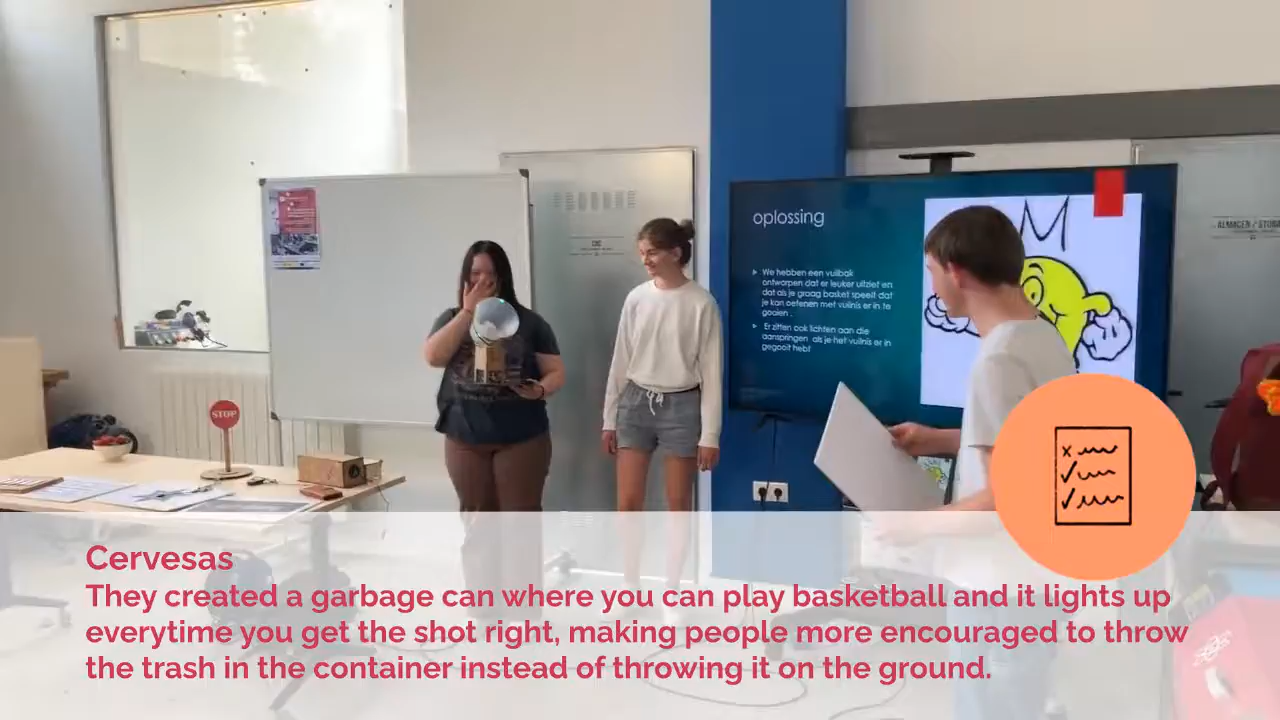 oplossing
We hebben een vuilbak
ontworpen dat er leuker uitziet en
dat als je graag basket speelt dat
je kan oefenen met vuilnis er in te
gooien .
Er zitten ook lichten aan die
aanspringen als je het vuilnis er in
gegooit hebt
ALMACEN / STORA
STOP
Cervesas
They created a garbage can where you can play basketball and it lights up
everytime you get the shot right, making people more encouraged to throw
the trash in the container instead of throwing it on the ground.